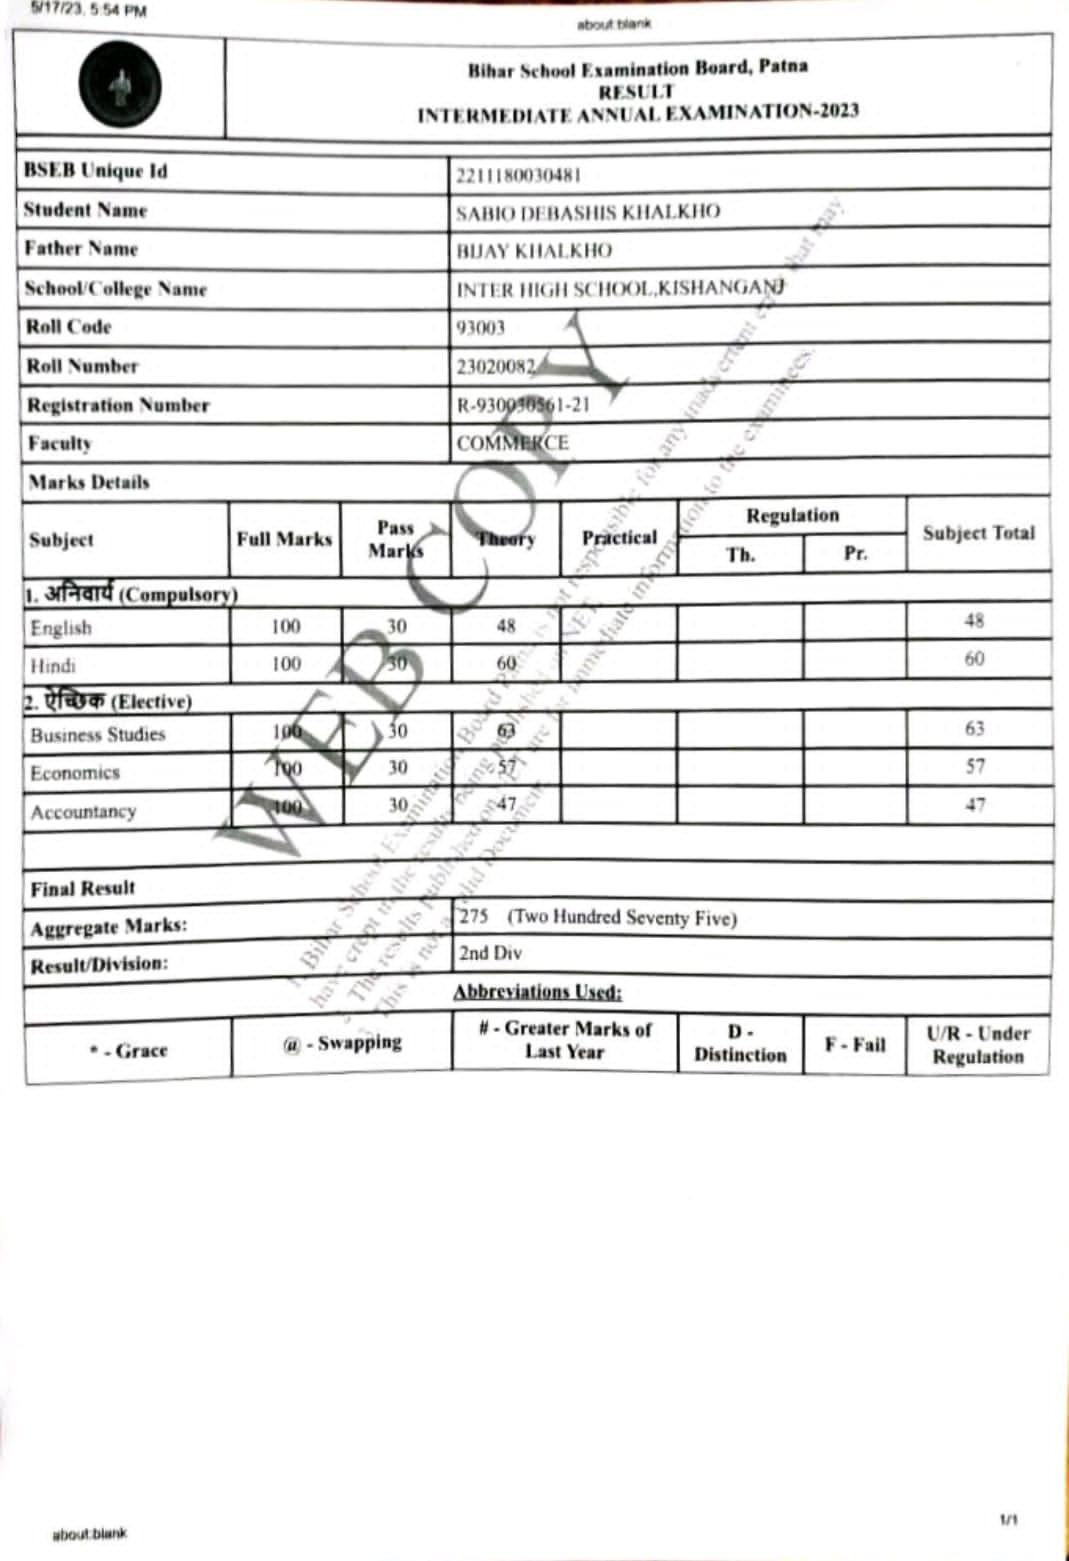 5/17/23, 5:54 PM
about:blank
Bihar School Examination Board, Patna
RESULT
INTERMEDIATE ANNUAL EXAMINATION-2023
BSEB Unique Id 2211180030481
Student Name SABIO DEBASHIS KHALKHO
Father Name BIJAY KHALKHO
School/College Name INTER HIGH SCHOOL,KISHANGANJ
Roll Code 93003
Roll Number 23020082
Registration Number R-930030561-21
Faculty COMMERCE
Marks Details
Subject Full Marks Pass Marks Theory Practical Regulation Th. Pr. Subject Total
1. अनिवार्य (Compulsory)
English 100 30 48 48
Hindi 100 30 60 60
2. ऐच्छिक (Elective)
Business Studies 100 30 63 63
Economics 100 30 57 57
Accountancy 100 30 47 47
Final Result
Aggregate Marks: 275 (Two Hundred Seventy Five)
Result/Division: 2nd Div
Abbreviations Used:
* - Grace @ - Swapping # - Greater Marks of Last Year D - Distinction F - Fail U/R - Under Regulation
WEB COPY
1. Bihar School Examination Board Patna is not responsible for any inadvertent error that may
have crept in the results being published on NET.
2. The results published on NET are for immediate information to the examinees.
3. This is not a valid Document.
about:blank
1/1